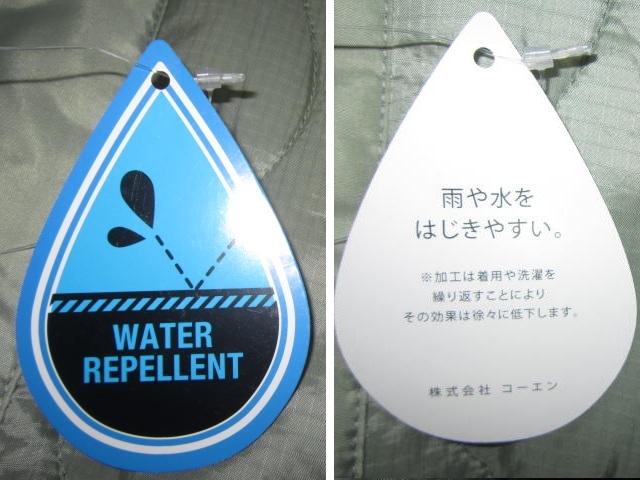 WATER
REPELLENT
雨や水を
はじきやすい。
※加工は着用や洗濯を
繰り返すことにより
その効果は徐々に低下します。
株式会社 コーエン